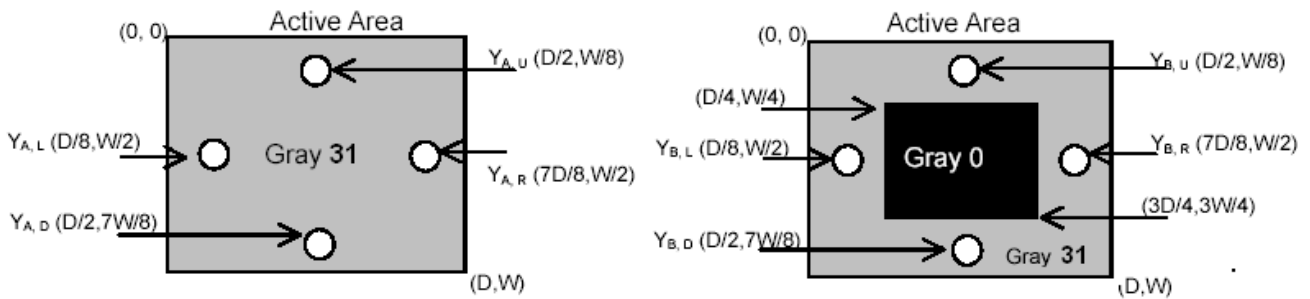 Active Area
(0, 0)
Y_A, U (D/2,W/8)
Y_A, L (D/8,W/2)
Gray 31
Y_A, R (7D/8,W/2)
Y_A, D (D/2,7W/8)
(D,W)
Active Area
(0, 0)
Y_B, U (D/2,W/8)
(D/4,W/4)
Y_B, L (D/8,W/2)
Gray 0
Y_B, R (7D/8,W/2)
(3D/4,3W/4)
Y_B, D (D/2,7W/8)
Gray 31
(D,W)